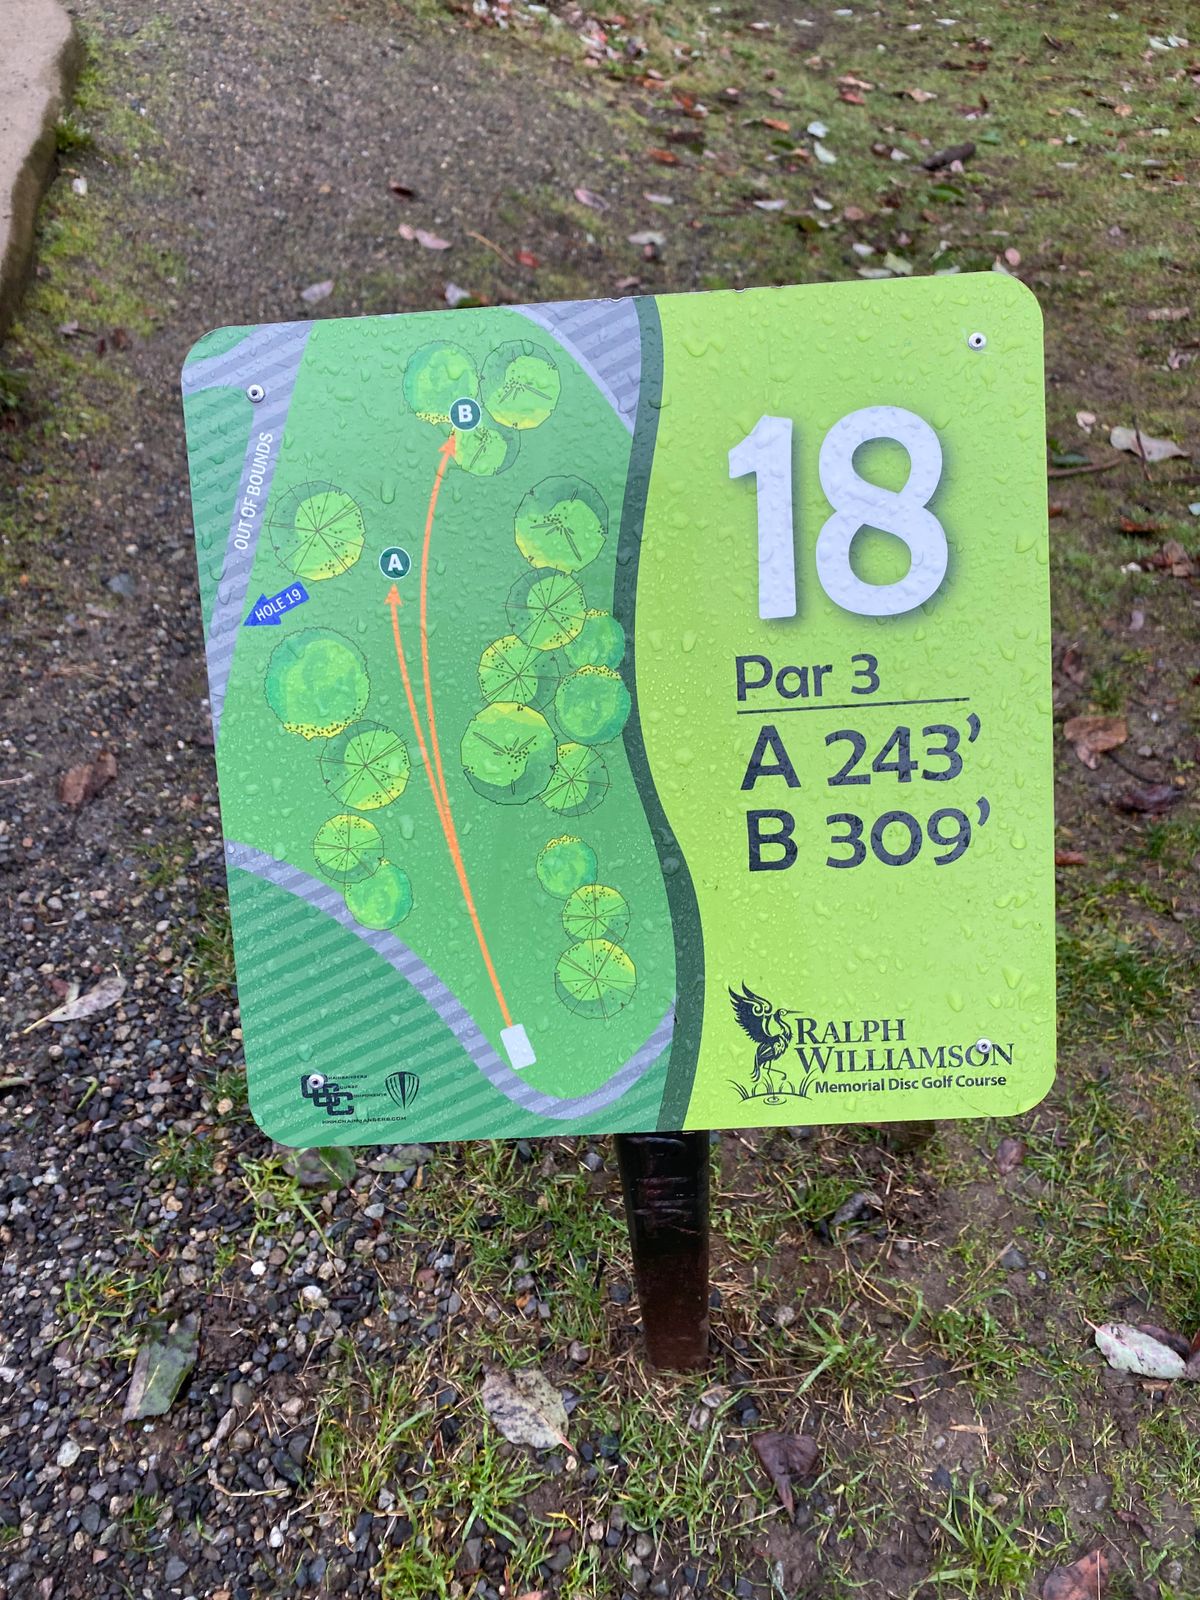 18
Par 3
A 243’
B 309’
B
A
OUT OF BOUNDS
HOLE 19
RALPH
WILLIAMSON
Memorial Disc Golf Course